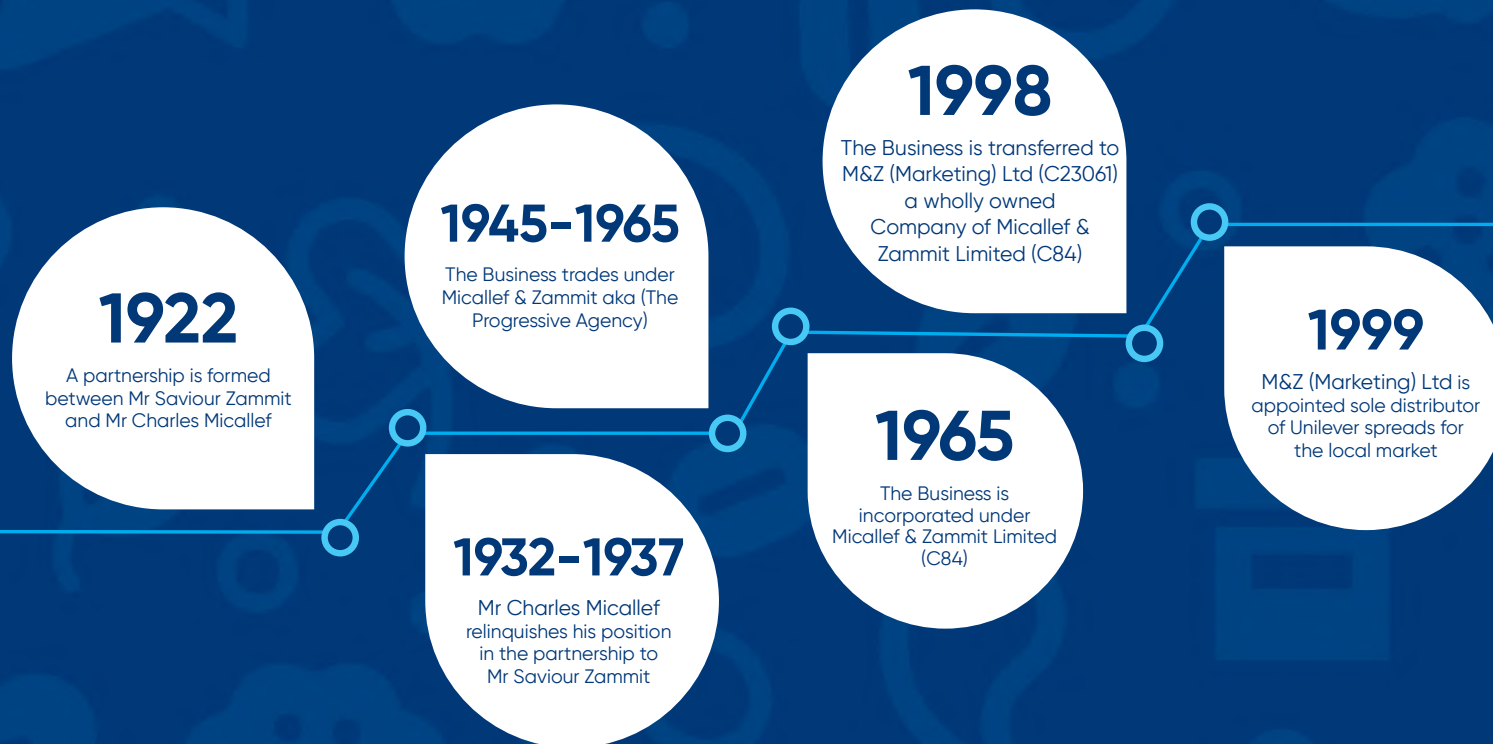 1922
A partnership is formed
between Mr Saviour Zammit
and Mr Charles Micallef
1932-1937
Mr Charles Micallef
relinquishes his position
in the partnership to
Mr Saviour Zammit
1945-1965
The Business trades under
Micallef & Zammit aka (The
Progressive Agency)
1965
The Business is
incorporated under
Micallef & Zammit Limited
(C84)
1998
The Business is transferred to
M&Z (Marketing) Ltd (C23061)
a wholly owned
Company of Micallef &
Zammit Limited (C84)
1999
M&Z (Marketing) Ltd is
appointed sole distributor
of Unilever spreads for
the local market